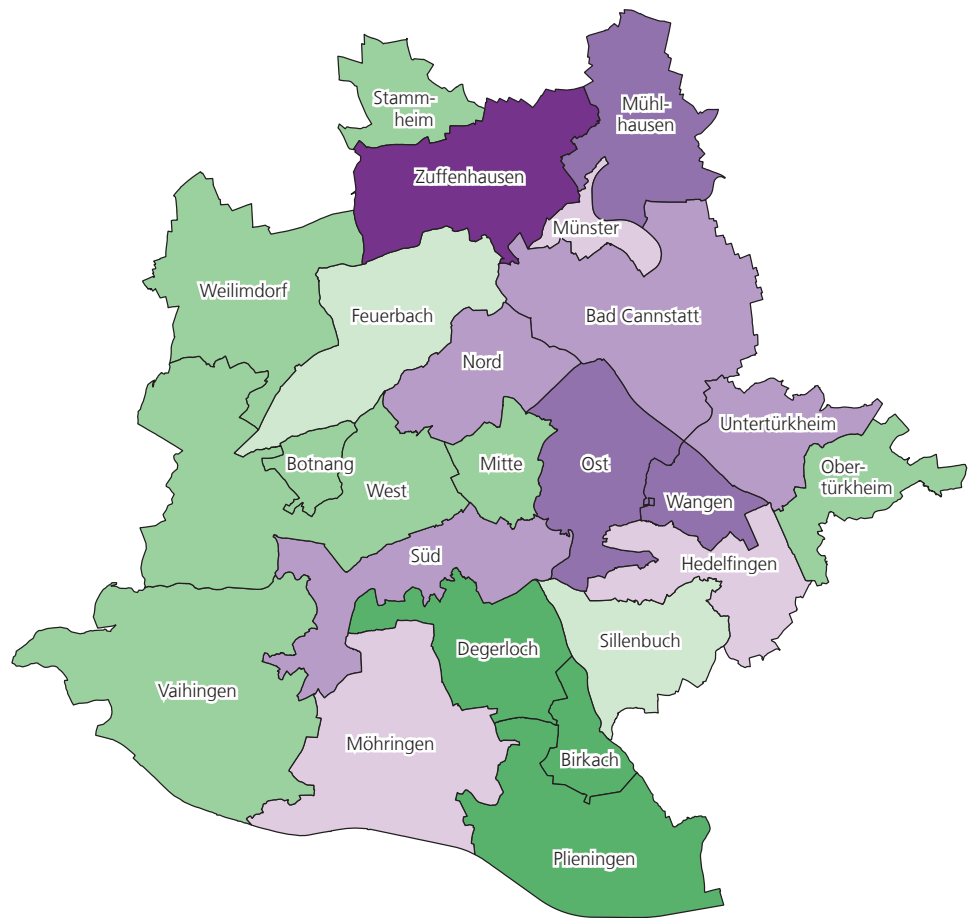 Stamm-
heim
Mühl-
hausen
Zuffenhausen
Münster
Weilimdorf
Feuerbach
Bad Cannstatt
Nord
Untertürkheim
Botnang
West
Mitte
Ost
Ober-
türkheim
Wangen
Süd
Hedelfingen
Degerloch
Sillenbuch
Vaihingen
Möhringen
Birkach
Plieningen